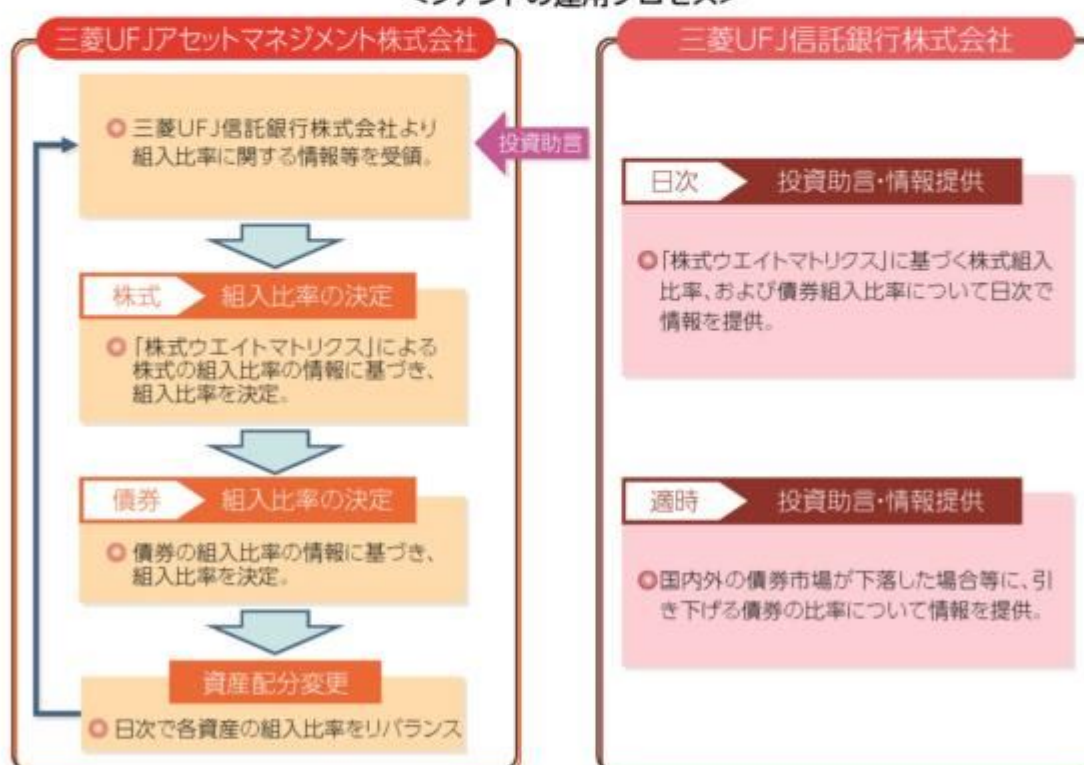 <ファンドの運用プロセス>
三菱UFJアセットマネジメント株式会社
三菱UFJ信託銀行株式会社より
組入比率に関する情報等を受領。
株式 組入比率の決定
「株式ウエイトマトリクス」による
株式の組入比率の情報に基づき、
組入比率を決定。
債券 組入比率の決定
債券の組入比率の情報に基づき、
組入比率を決定。
資産配分変更
日次で各資産の組入比率をリバランス
投資助言
三菱UFJ信託銀行株式会社
日次 投資助言・情報提供
「株式ウエイトマトリクス」に基づく株式組入
比率、および債券組入比率について日次で
情報を提供。
適時 投資助言・情報提供
国内外の債券市場が下落した場合等に、引
き下げる債券の比率について情報を提供。